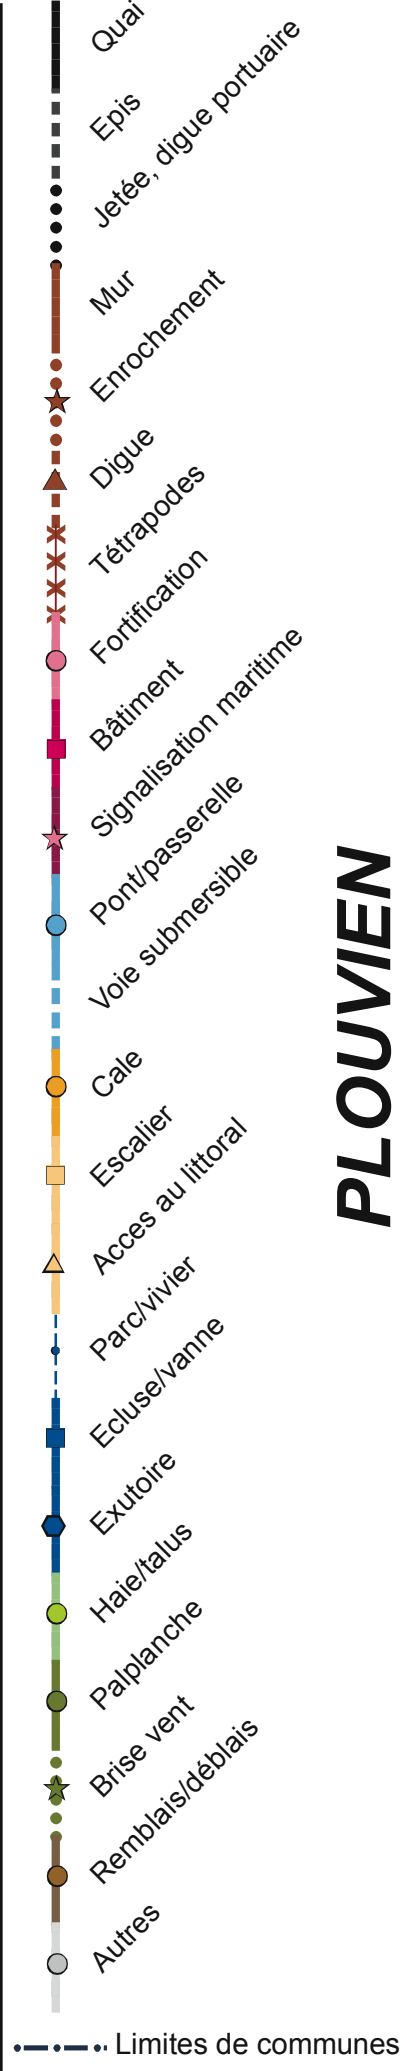 Quai
Epis
Jetée, digue portuaire
Mur
Enrochement
Digue
Tétrapodes
Fortification
Bâtiment
Signalisation maritime
Pont/passerelle
Voie submersible
Cale
Escalier
Acces au littoral
Parc/vivier
Ecluse/vanne
Exutoire
Haie/talus
Palplanche
Brise vent
Remblais/déblais
Autres
Limites de communes
PLOUVIEN